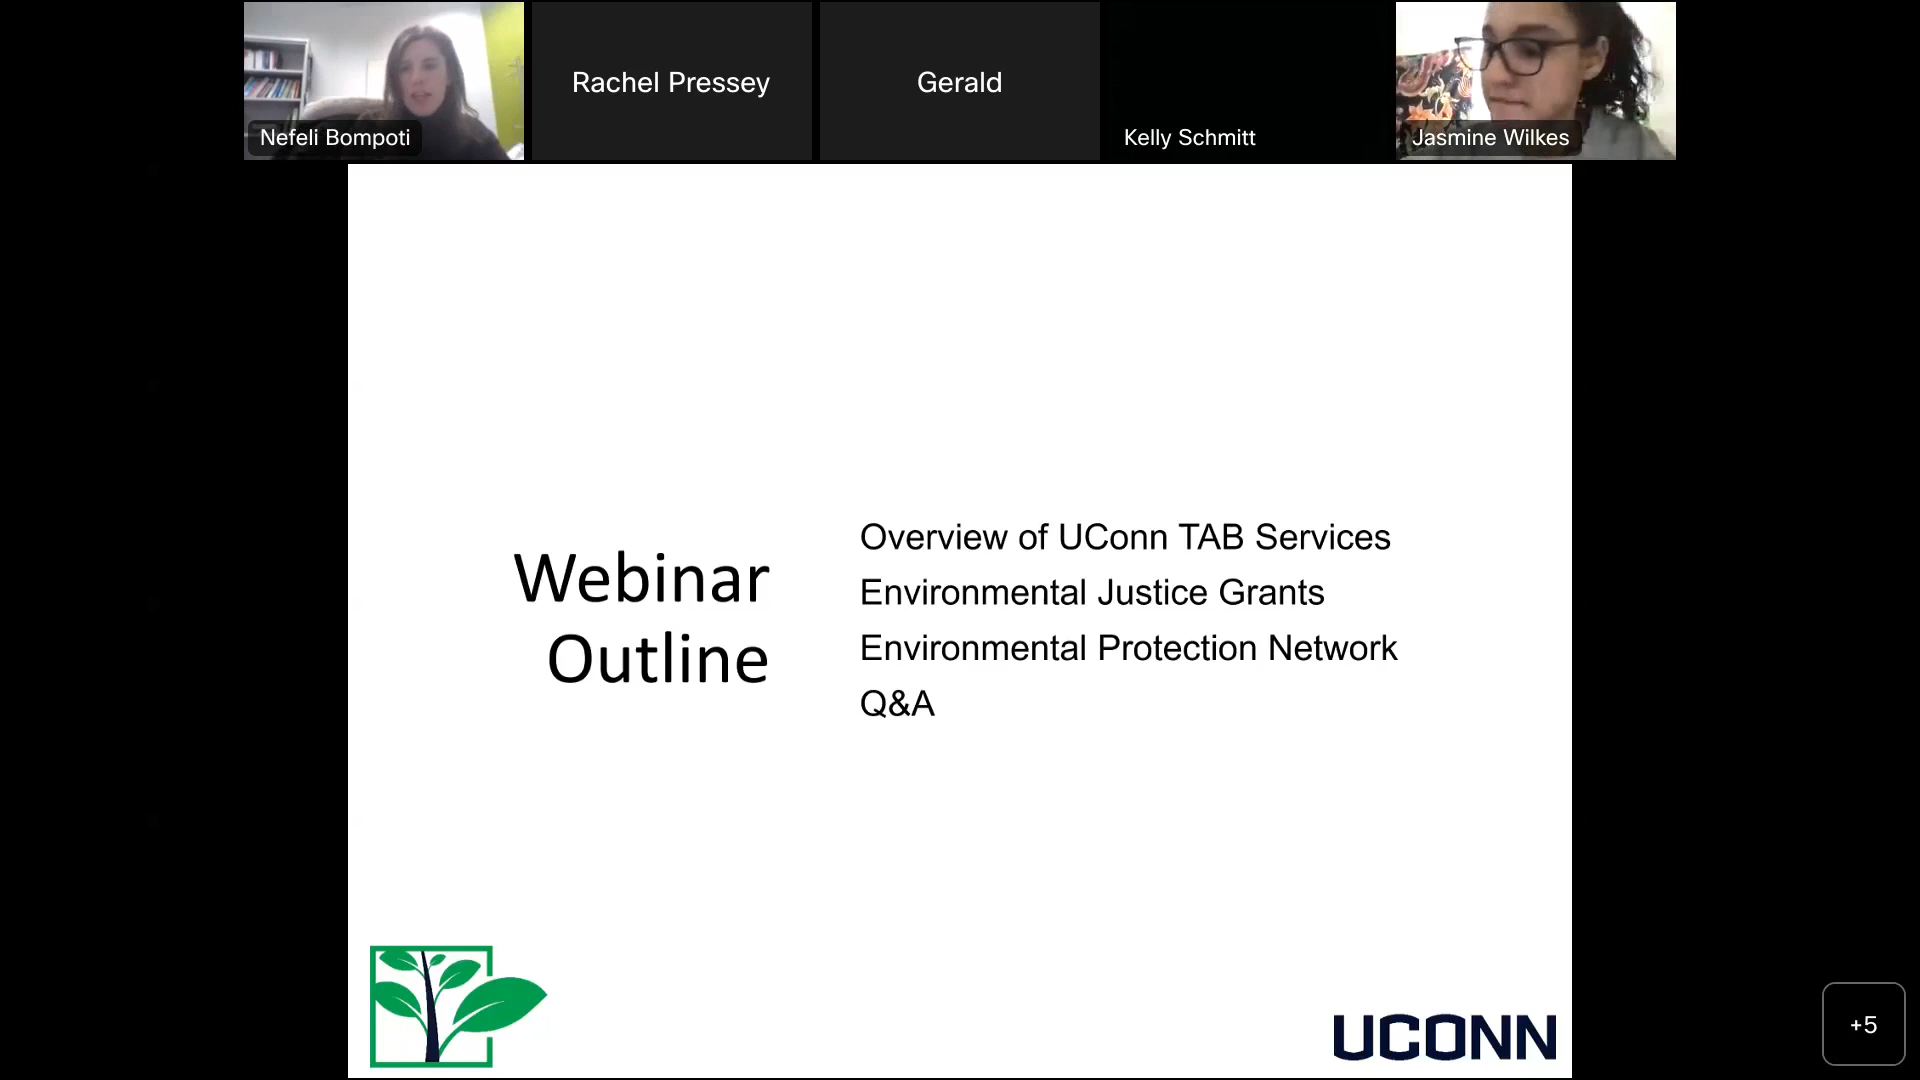 Nefeli Bompoti
Rachel Pressey
Gerald
Kelly Schmitt
Jasmine Wilkes
Webinar
Outline
Overview of UConn TAB Services
Environmental Justice Grants
Environmental Protection Network
Q&A
UCONN
+5